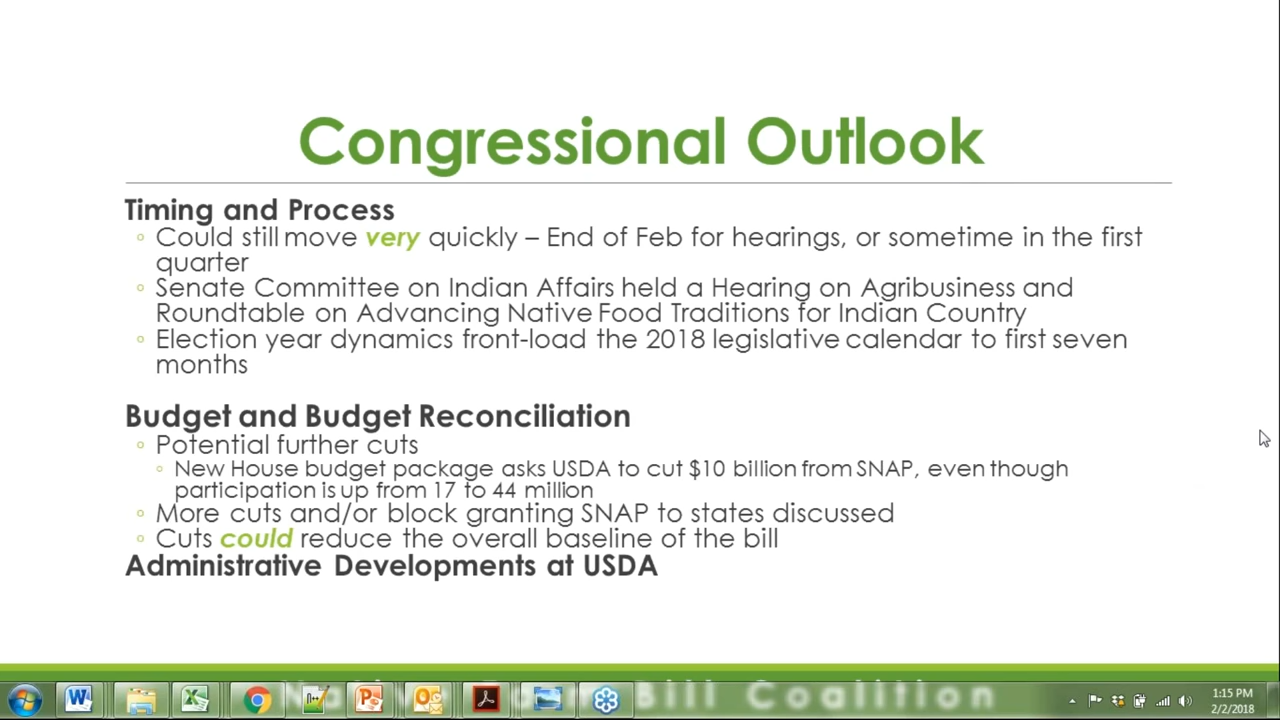 Congressional Outlook
Timing and Process
Could still move very quickly – End of Feb for hearings, or sometime in the first
quarter
Senate Committee on Indian Affairs held a Hearing on Agribusiness and
Roundtable on Advancing Native Food Traditions for Indian Country
Election year dynamics front-load the 2018 legislative calendar to first seven
months
Budget and Budget Reconciliation
Potential further cuts
New House budget package asks USDA to cut $10 billion from SNAP, even though
participation is up from 17 to 44 million
More cuts and/or block granting SNAP to states discussed
Cuts could reduce the overall baseline of the bill
Administrative Developments at USDA
Bill Coalition
1:15 PM
2/2/2018